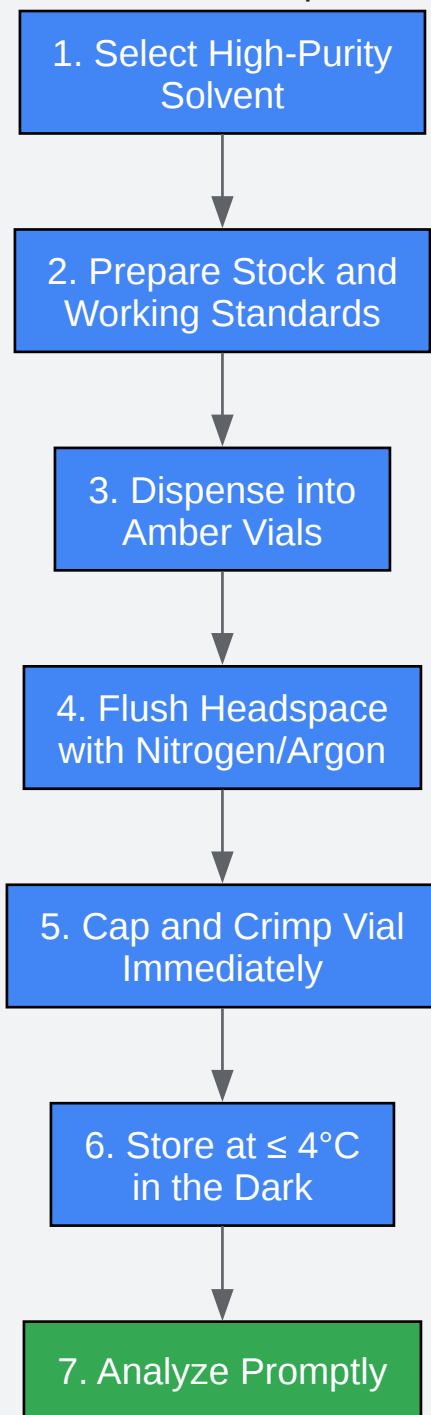 1. Select High-Purity
Solvent
2. Prepare Stock and
Working Standards
3. Dispense into
Amber Vials
4. Flush Headspace
with Nitrogen/Argon
5. Cap and Crimp Vial
Immediately
6. Store at ≤ 4°C
in the Dark
7. Analyze Promptly